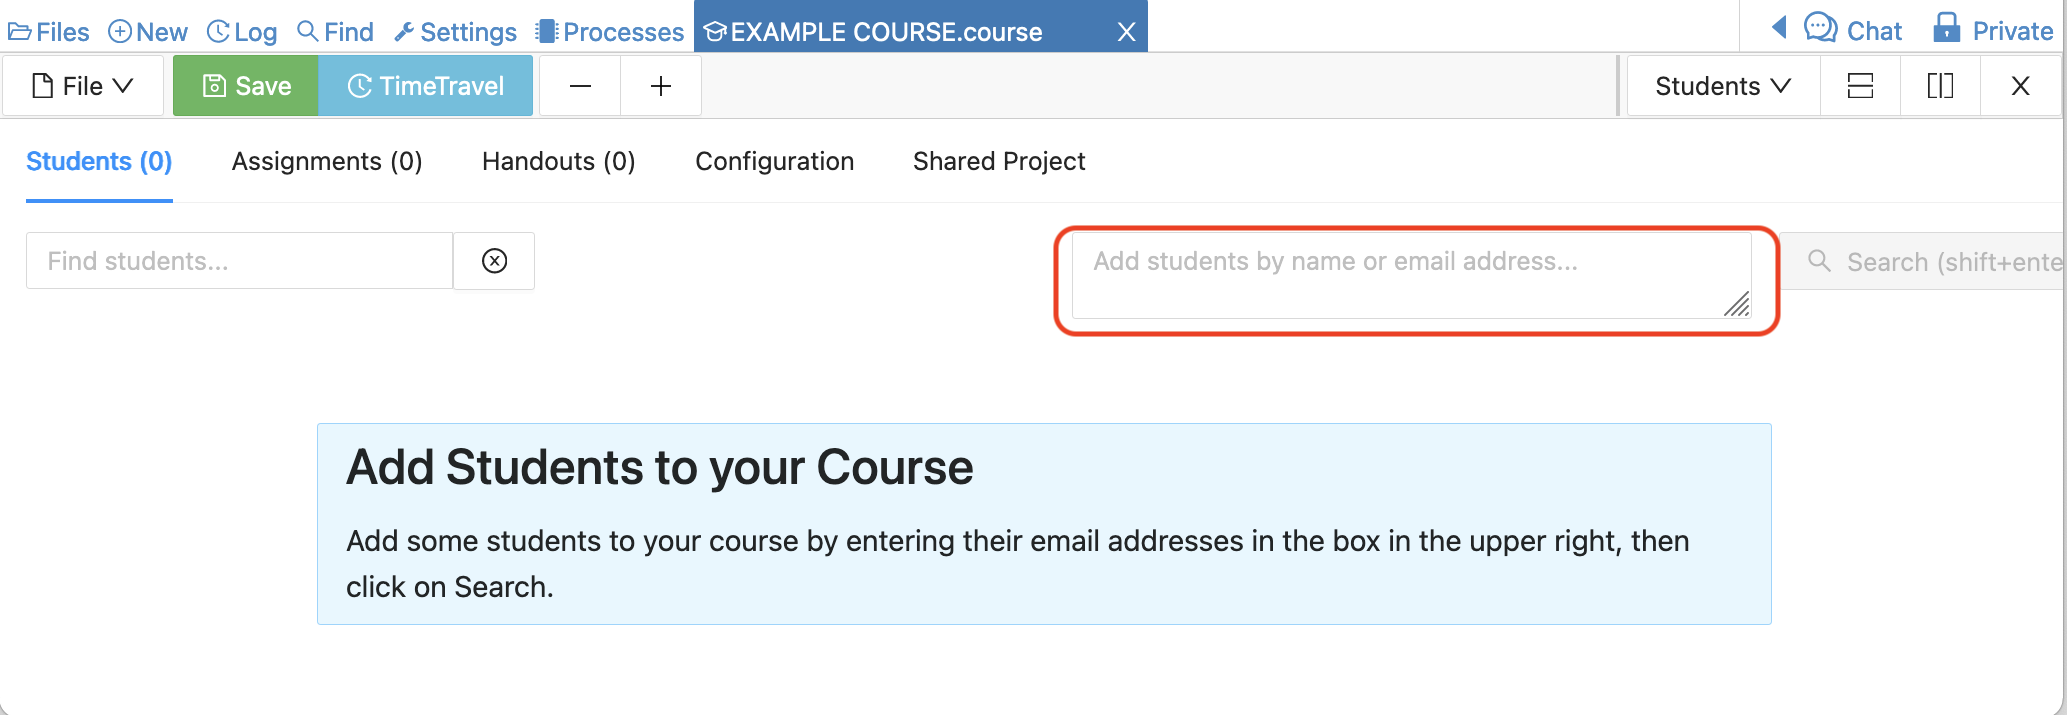 Files New Log Find Settings Processes EXAMPLE COURSE.course X Chat Private
File Save TimeTravel Students X
Students (0) Assignments (0) Handouts (0) Configuration Shared Project
Find students... Add students by name or email address... Search (shift+ente
Add Students to your Course
Add some students to your course by entering their email addresses in the box in the upper right, then
click on Search.